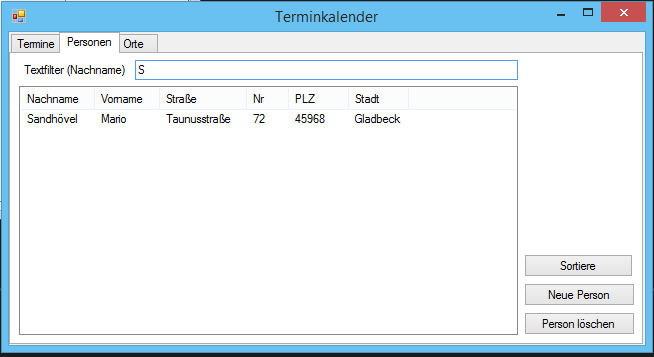 Terminkalender
Termine Personen Orte
Textfilter (Nachname) S
Nachname Vorname Straße Nr PLZ Stadt
Sandhövel Mario Taunusstraße 72 45968 Gladbeck
Sortiere
Neue Person
Person löschen